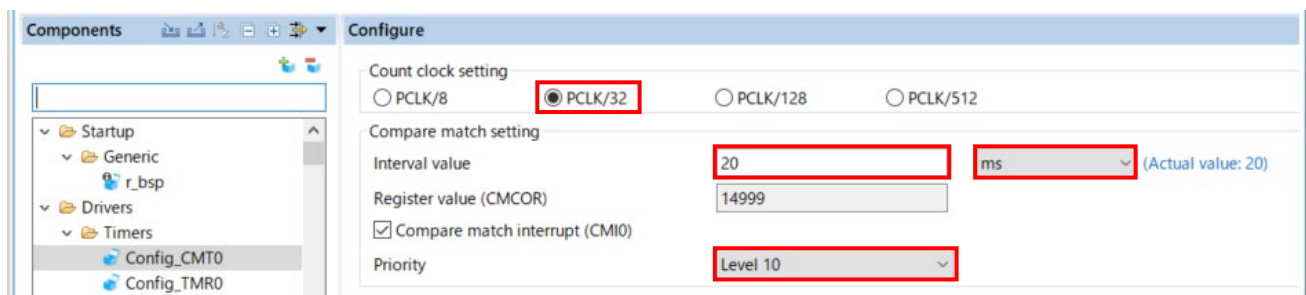 Components
Configure
Count clock setting
PCLK/8 PCLK/32 PCLK/128 PCLK/512
Startup
Generic
r_bsp
Drivers
Timers
Config_CMT0
Config_TMR0
Compare match setting
Interval value 20 ms (Actual value: 20)
Register value (CMCOR) 14999
Compare match interrupt (CMI0)
Priority Level 10